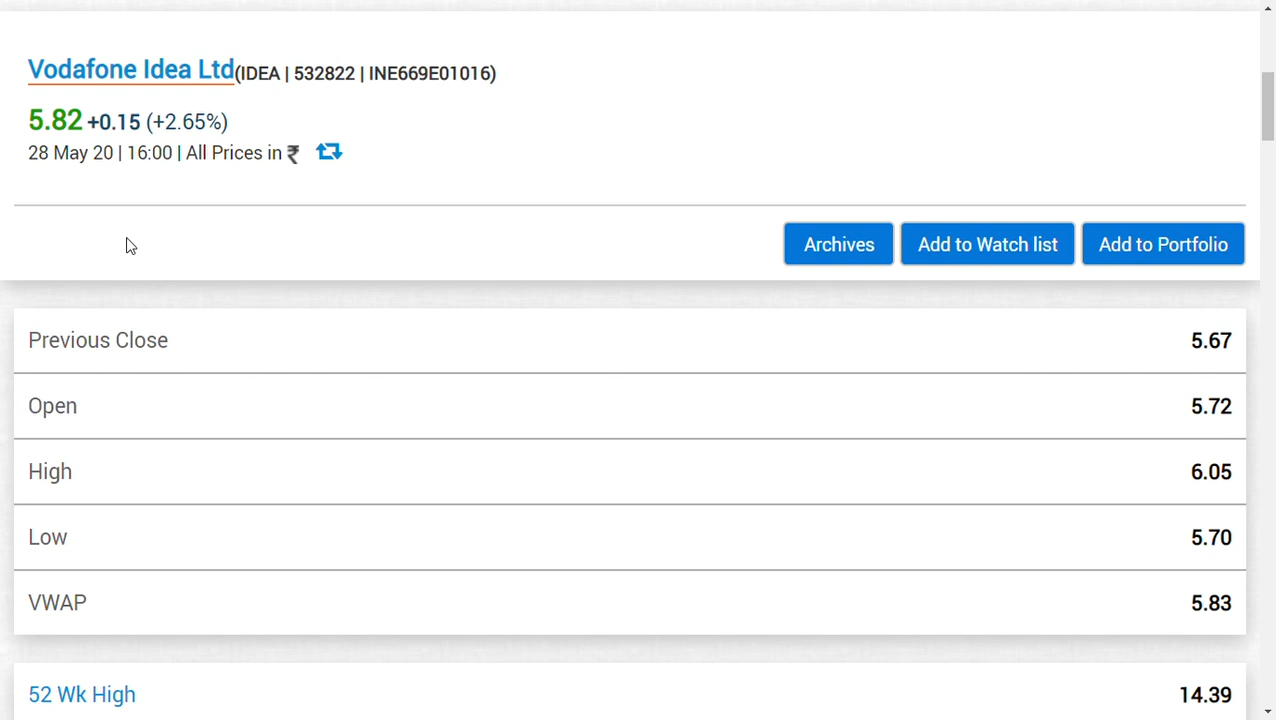 Vodafone Idea Ltd(IDEA | 532822 | INE669E01016)
5.82 +0.15 (+2.65%)
28 May 20 | 16:00 | All Prices in ₹
Archives Add to Watch list Add to Portfolio
Previous Close 5.67
Open 5.72
High 6.05
Low 5.70
VWAP 5.83
52 Wk High 14.39